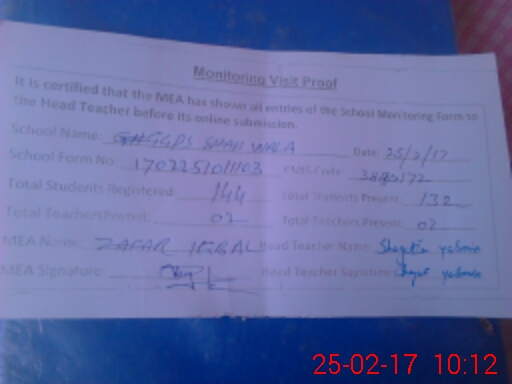 Monitoring Visit Proof
It is certified that the MEA has shown all entries of the School Monitoring Form to
the Head Teacher before its online submission.
School Name: GGPS SHAH WALA Date: 25/2/17
School Form No: 170225101103 EMIS Code:
Total Students Registered: 144 Total Students Present: 132
Total Teachers Posted: 02 Total Teachers Present: 02
MEA Name: ZAFAR IQBAL Head Teacher Name: Shagufta yasmin
MEA Signature: Head Teacher Signature:
25-02-17 10:12